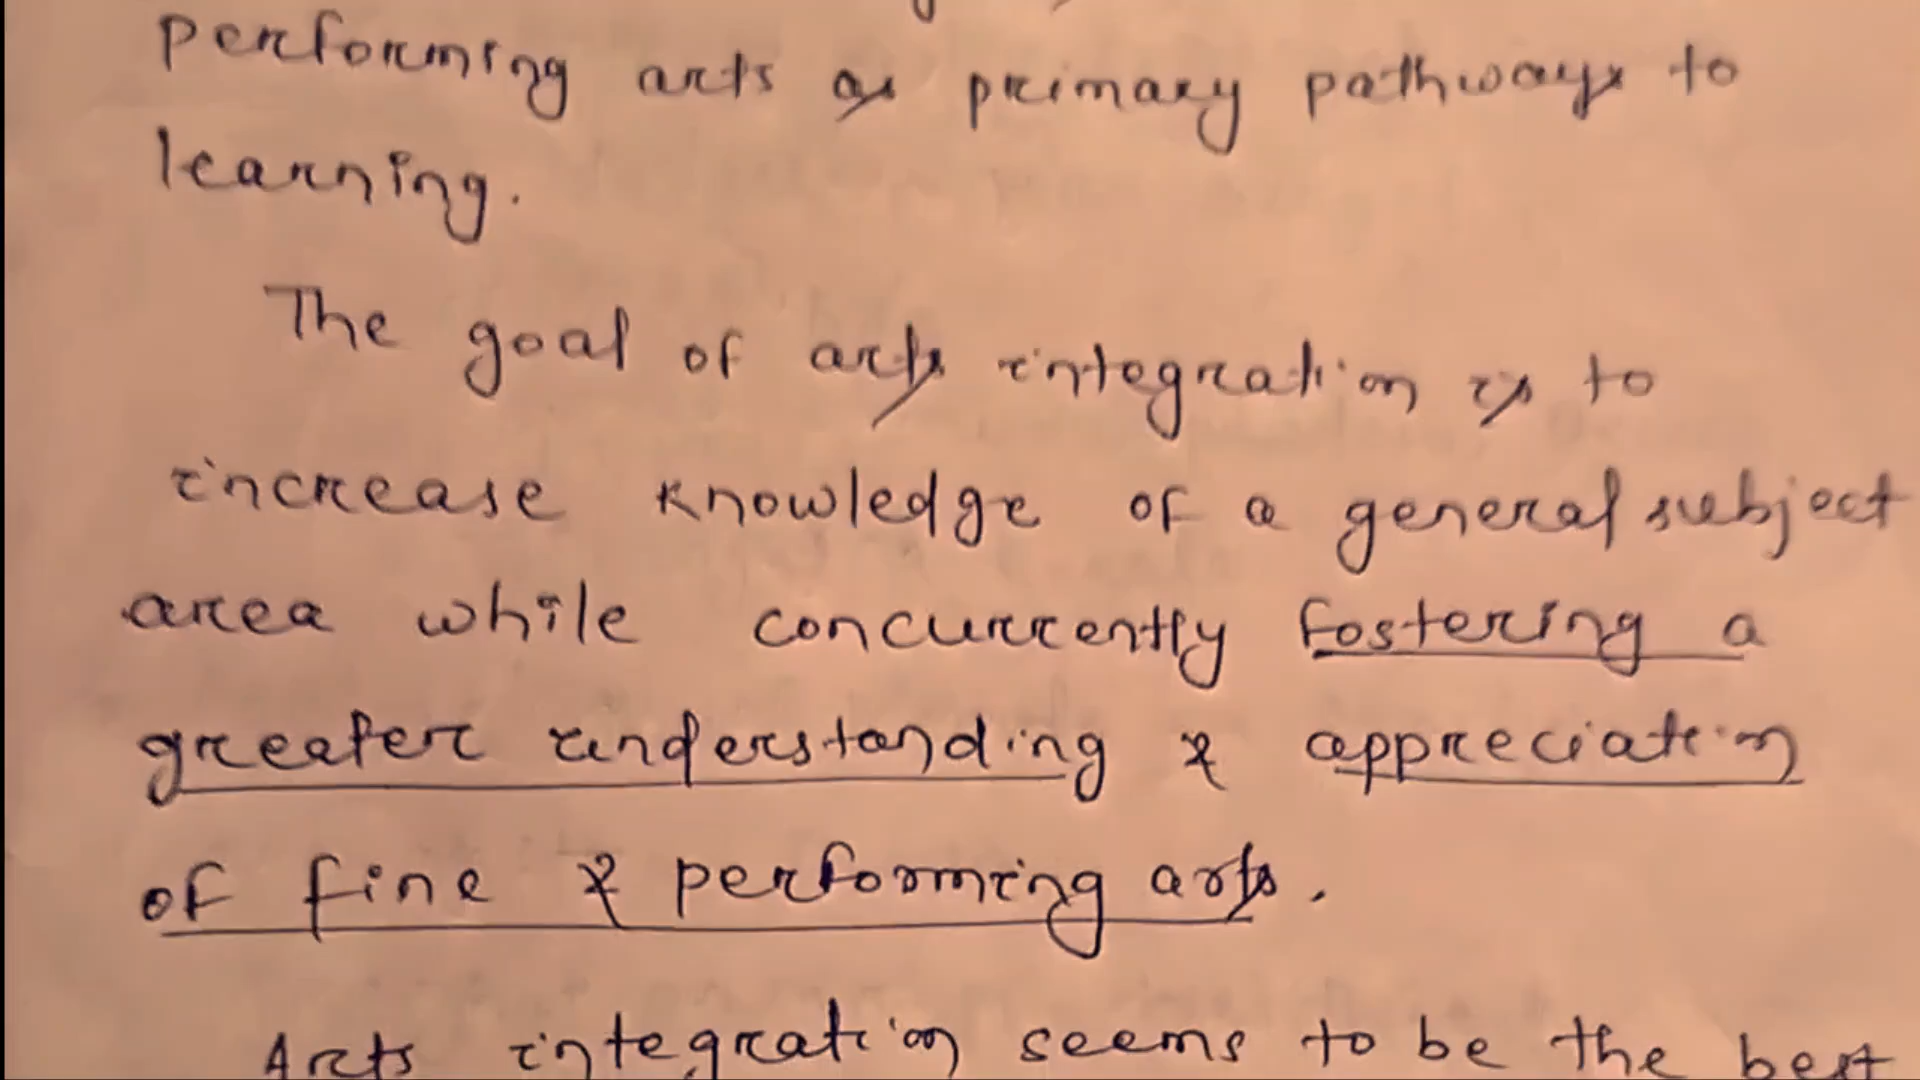 performing arts as primary pathways to
learning.
The goal of arts integration is to
increase knowledge of a general subject
area while concurrently fostering a
greater understanding & appreciation
of fine & performing arts.
Arts integration seems to be the best